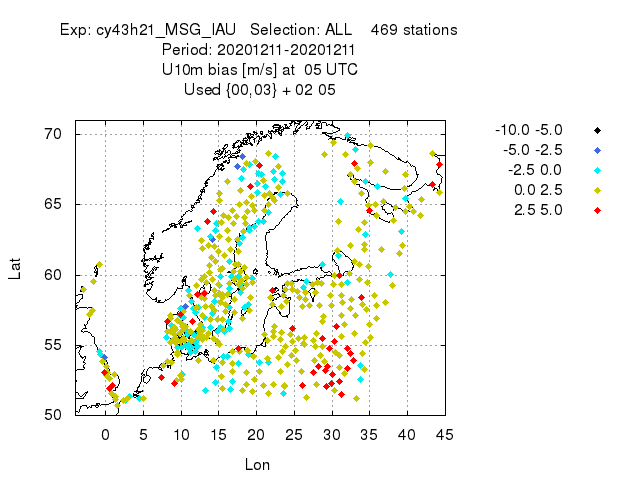 Exp: cy43h21_MSG_IAU   Selection: ALL    469 stations
Period: 20201211-20201211
U10m bias [m/s] at  05 UTC
Used {00,03} + 02 05
-10.0 -5.0
-5.0 -2.5
-2.5 0.0
0.0 2.5
2.5 5.0
70
65
60
55
50
Lat
0 5 10 15 20 25 30 35 40 45
Lon